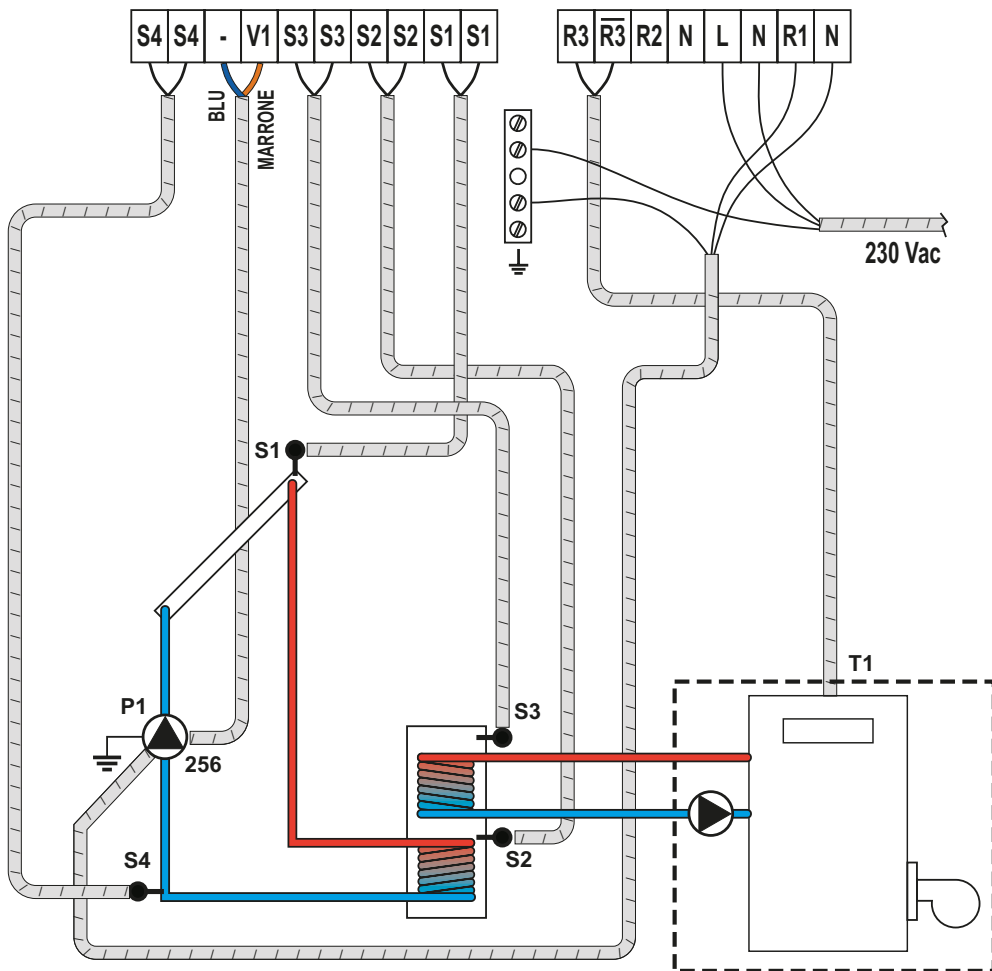 S4 S4 - V1 S3 S3 S2 S2 S1 S1
R3 R̅3̅ R2 N L N R1 N
BLU
MARRONE
230 Vac
S1
T1
P1
S3
256
S4
S2